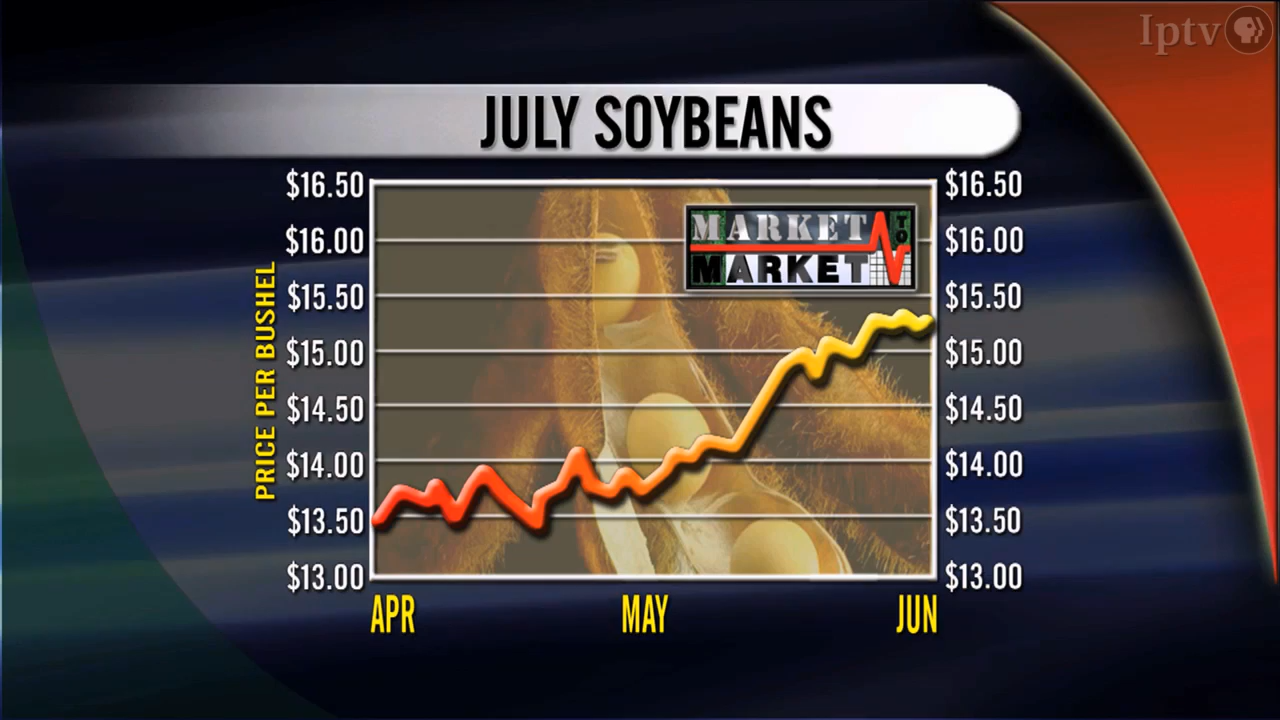 Iptv
JULY SOYBEANS
$16.50
$16.00
$15.50
$15.00
$14.50
$14.00
$13.50
$13.00
PRICE PER BUSHEL
MARKET TO
MARKET
$16.50
$16.00
$15.50
$15.00
$14.50
$14.00
$13.50
$13.00
APR MAY JUN